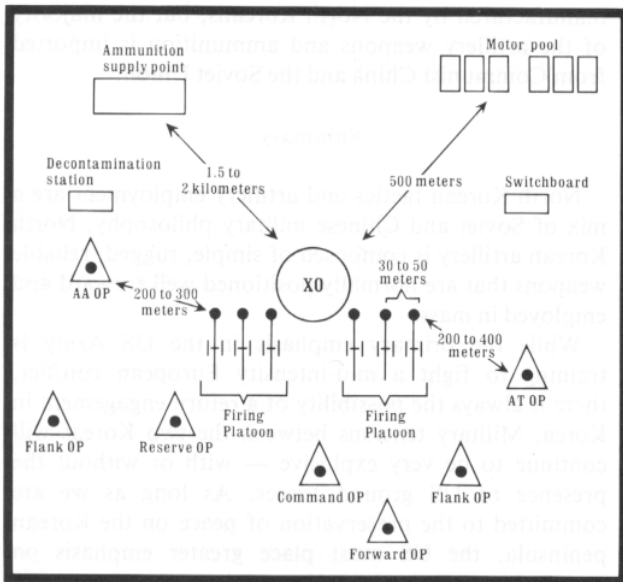 Ammunition
supply point
Motor pool
1.5 to
2 kilometers
500 meters
Decontamination
station
Switchboard
XO
30 to 50
meters
AA OP
200 to 300
meters
200 to 400
meters
AT OP
Firing
Platoon
Firing
Platoon
Flank OP
Reserve OP
Command OP
Flank OP
Forward OP